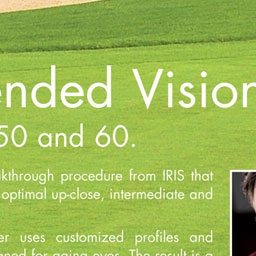 ended Vision
50 and 60.
akthrough procedure from IRIS that
optimal up-close, intermediate and
er uses customized profiles and
ned for aging eyes. The result is a